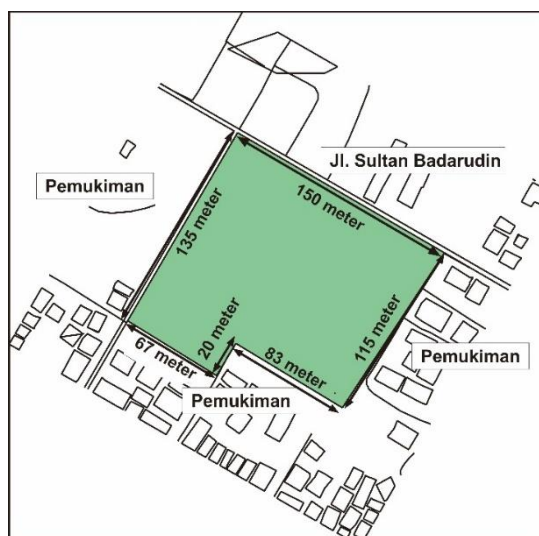 Jl. Sultan Badarudin
Pemukiman
150 meter
135 meter
115 meter
20 meter
67 meter
83 meter
Pemukiman
Pemukiman